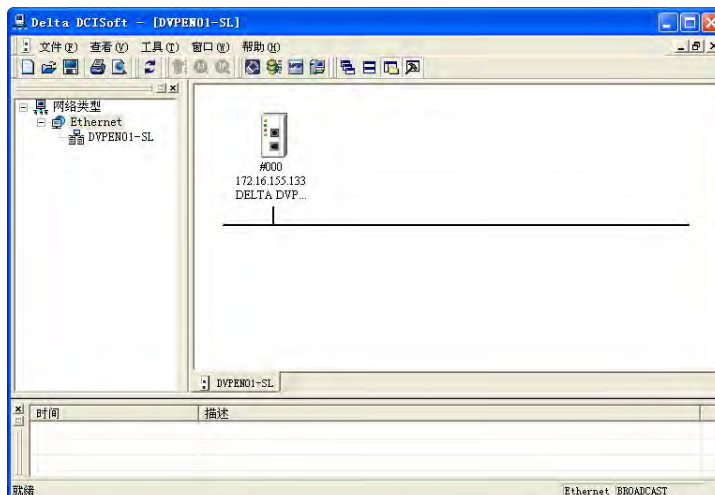 Delta DCISoft - [DVPEN01-SL]
文件(F) 查看(V) 工具(T) 窗口(W) 帮助(H)
网络类型
Ethernet
DVPEN01-SL
#000
172.16.155.133
DELTA DVP...
DVPEN01-SL
时间 描述
就绪 Ethernet BROADCAST